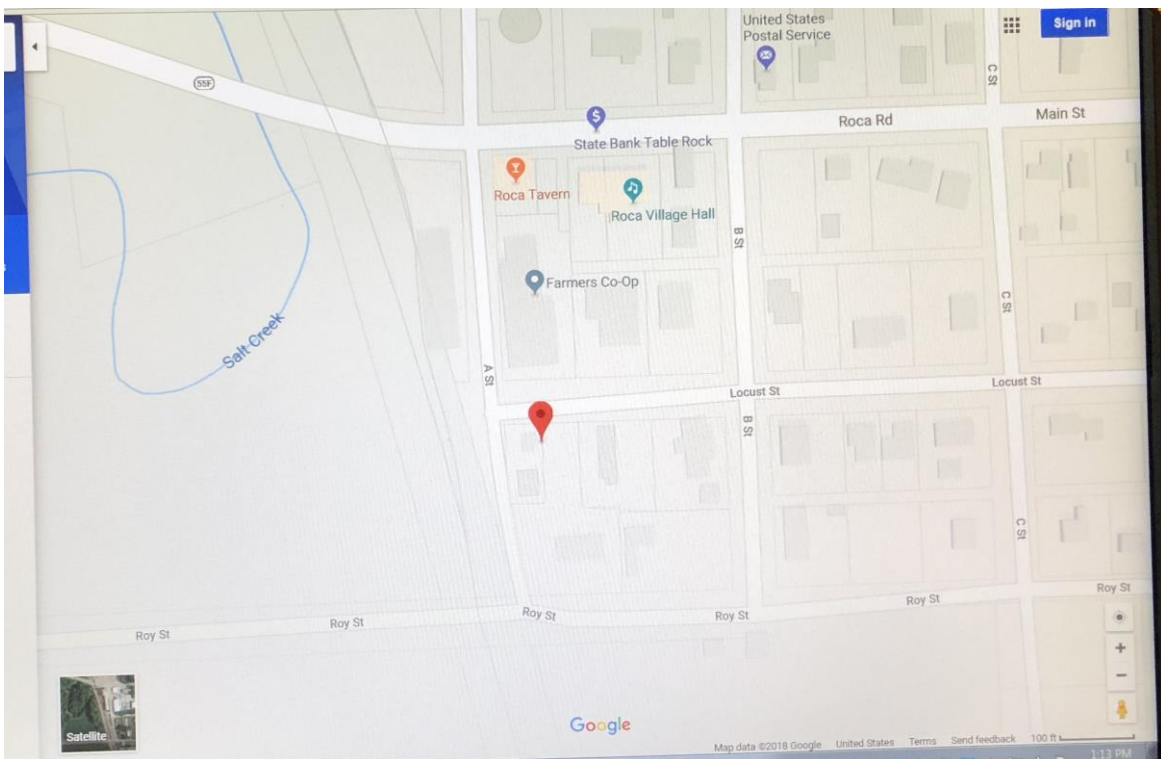 United States
Postal Service
Sign in
55F
C St
Roca Rd
Main St
State Bank Table Rock
Roca Tavern
Roca Village Hall
B St
Farmers Co-Op
C St
Salt Creek
A St
Locust St
Locust St
B St
C St
Roy St
Roy St
Roy St
Roy St
Roy St
Roy St
Satellite
Google
Map data ©2018 Google United States Terms Send feedback 100 ft
1:13 PM